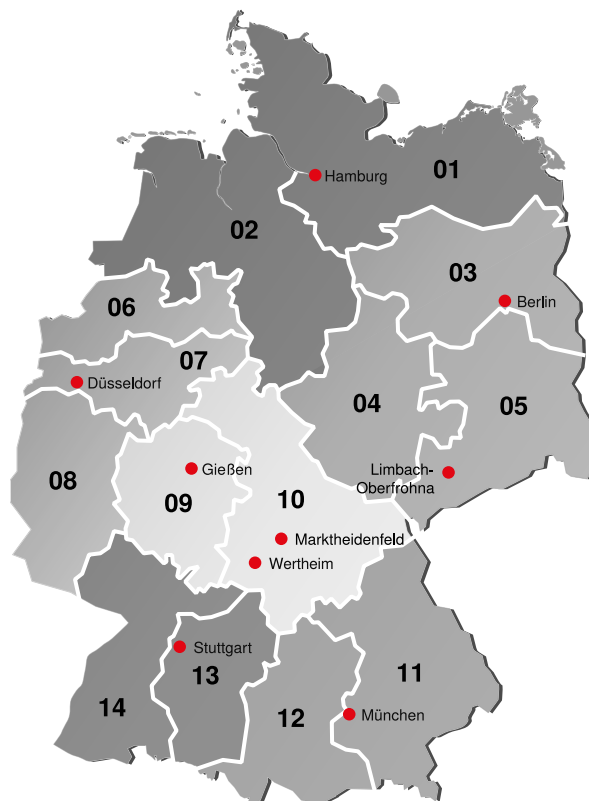 01
Hamburg
02
03
Berlin
06
07
Düsseldorf
04
05
Gießen
Limbach-
Oberfrohna
08
09
10
Marktheidenfeld
Wertheim
Stuttgart
13
11
14
12
München